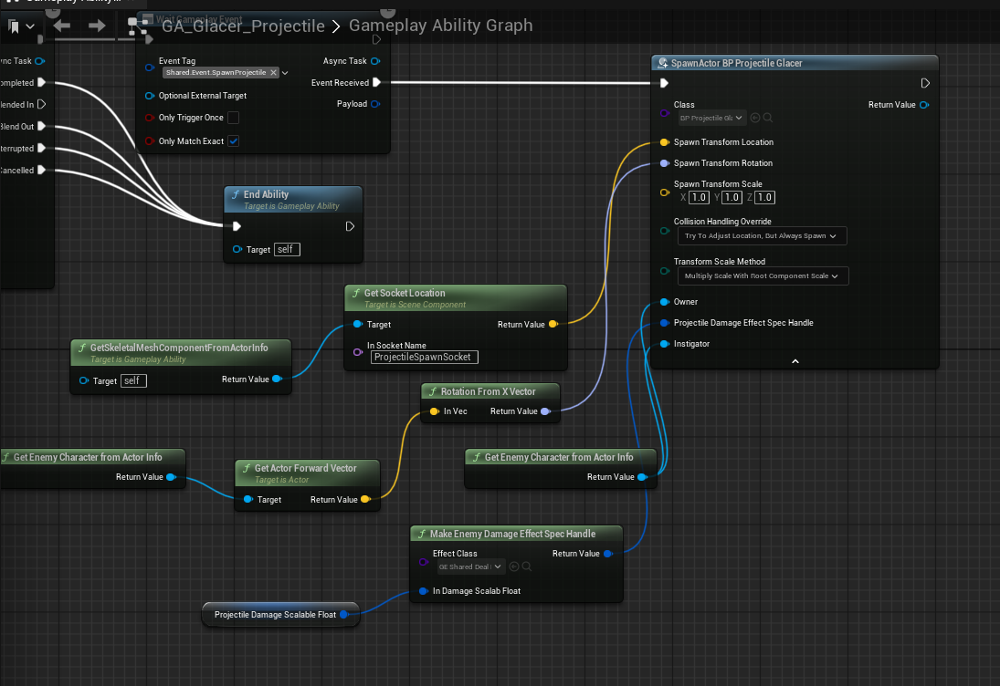 Gameplay Ability...
GA_Glacer_Projectile > Gameplay Ability Graph
Wait Gameplay Event
Event Tag
Shared.Event.SpawnProjectile
Optional External Target
Only Trigger Once
Only Match Exact
Async Task
Event Received
Payload
ync Task
ompleted
lended In
Blend Out
terrupted
Cancelled
End Ability
Target is Gameplay Ability
Target self
SpawnActor BP Projectile Glacer
Class
BP Projectile Gla
Return Value
Spawn Transform Location
Spawn Transform Rotation
Spawn Transform Scale
X 1.0 Y 1.0 Z 1.0
Collision Handling Override
Try To Adjust Location, But Always Spawn
Transform Scale Method
Multiply Scale With Root Component Scale
Owner
Projectile Damage Effect Spec Handle
Instigator
Get Socket Location
Target is Scene Component
Target
Return Value
In Socket Name
ProjectileSpawnSocket
GetSkeletalMeshComponentFromActorInfo
Target is Gameplay Ability
Target self
Return Value
Rotation From X Vector
In Vec
Return Value
Get Enemy Character from Actor Info
Return Value
Get Actor Forward Vector
Target is Actor
Target
Return Value
Get Enemy Character from Actor Info
Return Value
Make Enemy Damage Effect Spec Handle
Effect Class
GE Shared Deal
Return Value
In Damage Scalab Float
Projectile Damage Scalable Float